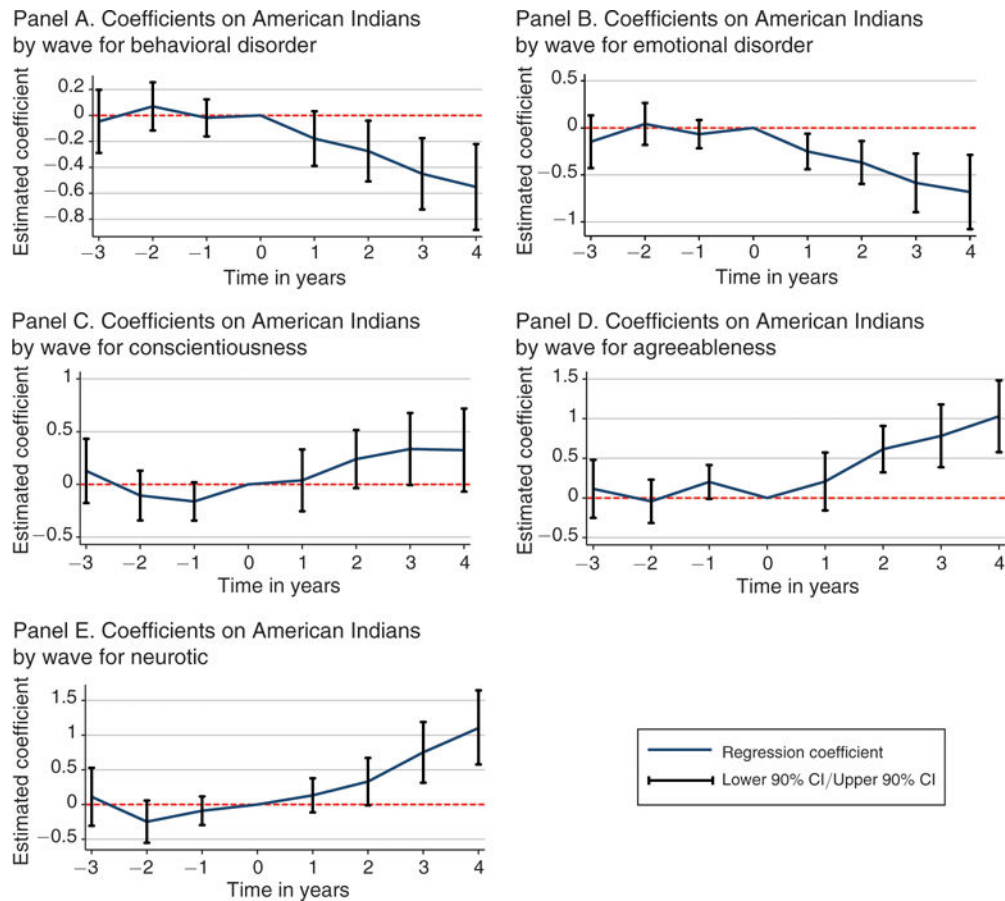 Panel A. Coefficients on American Indians
by wave for behavioral disorder
Estimated coefficient
0.2
0
−0.2
−0.4
−0.6
−0.8
−3 −2 −1 0 1 2 3 4
Time in years
Panel B. Coefficients on American Indians
by wave for emotional disorder
Estimated coefficient
0.5
0
−0.5
−1
−3 −2 −1 0 1 2 3 4
Time in years
Panel C. Coefficients on American Indians
by wave for conscientiousness
Estimated coefficient
1
0.5
0
−0.5
−3 −2 −1 0 1 2 3 4
Time in years
Panel D. Coefficients on American Indians
by wave for agreeableness
Estimated coefficient
1.5
1
0.5
0
−0.5
−3 −2 −1 0 1 2 3 4
Time in years
Panel E. Coefficients on American Indians
by wave for neurotic
Estimated coefficient
1.5
1
0.5
0
−0.5
−3 −2 −1 0 1 2 3 4
Time in years
Regression coefficient
Lower 90% CI/Upper 90% CI